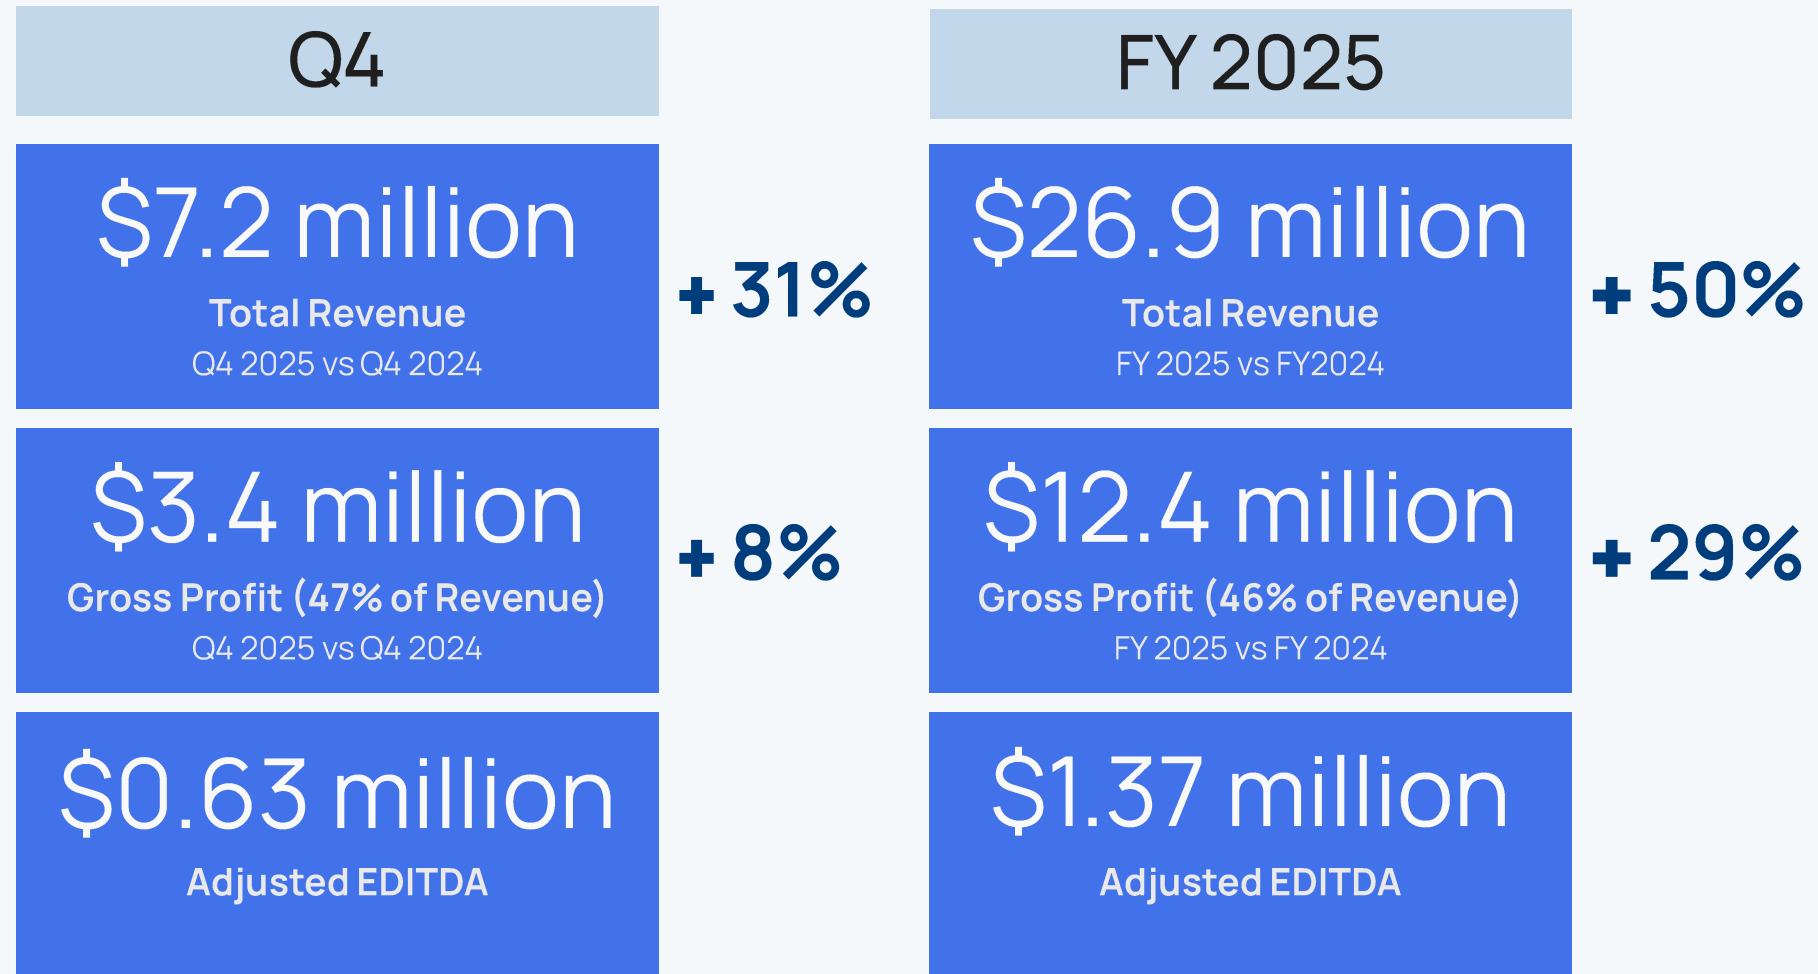 Q4
$7.2 million
Total Revenue
Q4 2025 vs Q4 2024
+ 31%
$3.4 million
Gross Profit (47% of Revenue)
Q4 2025 vs Q4 2024
+ 8%
$0.63 million
Adjusted EDITDA
FY 2025
$26.9 million
Total Revenue
FY 2025 vs FY2024
+ 50%
$12.4 million
Gross Profit (46% of Revenue)
FY 2025 vs FY 2024
+ 29%
$1.37 million
Adjusted EDITDA